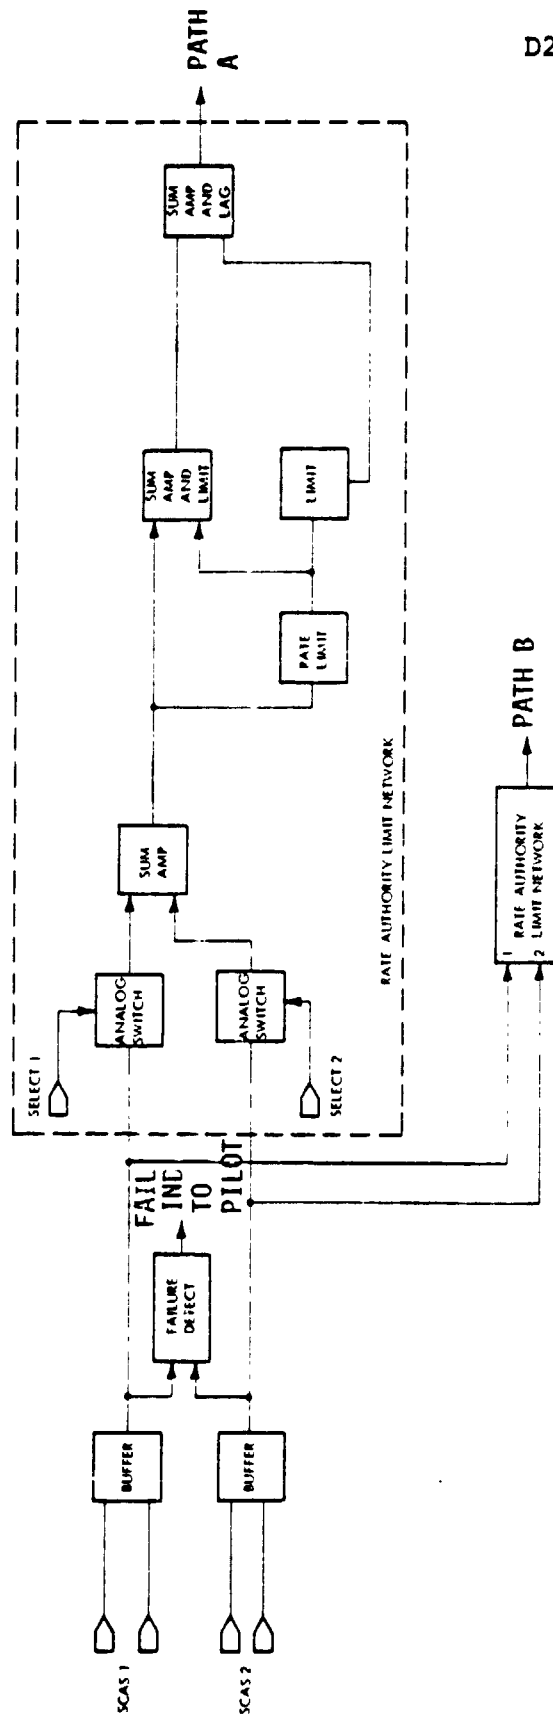 D2
SCAS 1
SCAS 2
BUFFER
BUFFER
FAILURE
DETECT
FAIL
IND
TO
PILOT
SELECT 1
SELECT 2
ANALOG
SWITCH
ANALOG
SWITCH
SUM
AMP
RATE
LIMIT
SUM
AMP
AND
LIMIT
LIMIT
SUM
AMP
AND
LAG
PATH
A
RATE AUTHORITY LIMIT NETWORK
1
2
RATE AUTHORITY
LIMIT NETWORK
PATH B